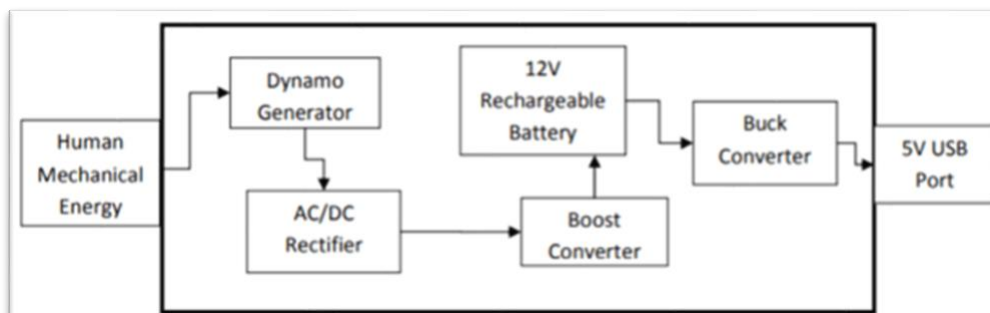 Human
Mechanical
Energy
Dynamo
Generator
AC/DC
Rectifier
Boost
Converter
12V
Rechargeable
Battery
Buck
Converter
5V USB
Port